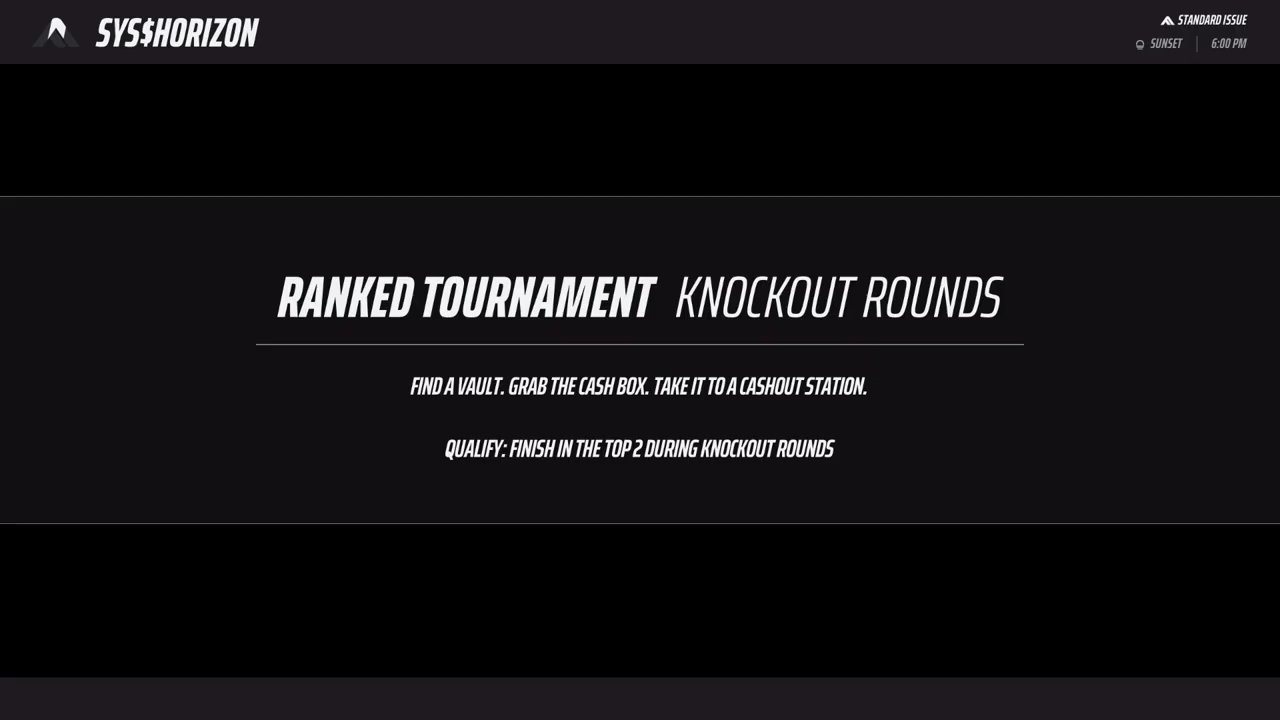 SYS$HORIZON
STANDARD ISSUE
SUNSET 6:00 PM
RANKED TOURNAMENT KNOCKOUT ROUNDS
FIND A VAULT. GRAB THE CASH BOX. TAKE IT TO A CASHOUT STATION.
QUALIFY: FINISH IN THE TOP 2 DURING KNOCKOUT ROUNDS